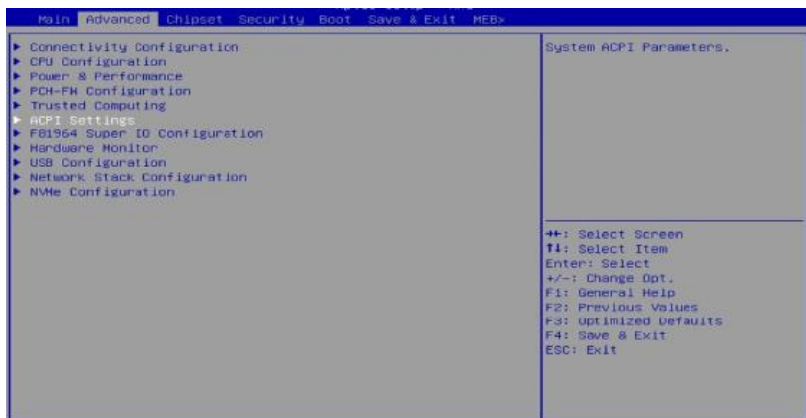 Main Advanced Chipset Security Boot Save & Exit MEBx
Connectivity Configuration
CPU Configuration
Power & Performance
PCH-FW Configuration
Trusted Computing
ACPI Settings
F81964 Super IO Configuration
Hardware Monitor
USB Configuration
Network Stack Configuration
NVMe Configuration
System ACPI Parameters.
→←: Select Screen
↑↓: Select Item
Enter: Select
+/-: Change Opt.
F1: General Help
F2: Previous Values
F3: Optimized Defaults
F4: Save & Exit
ESC: Exit